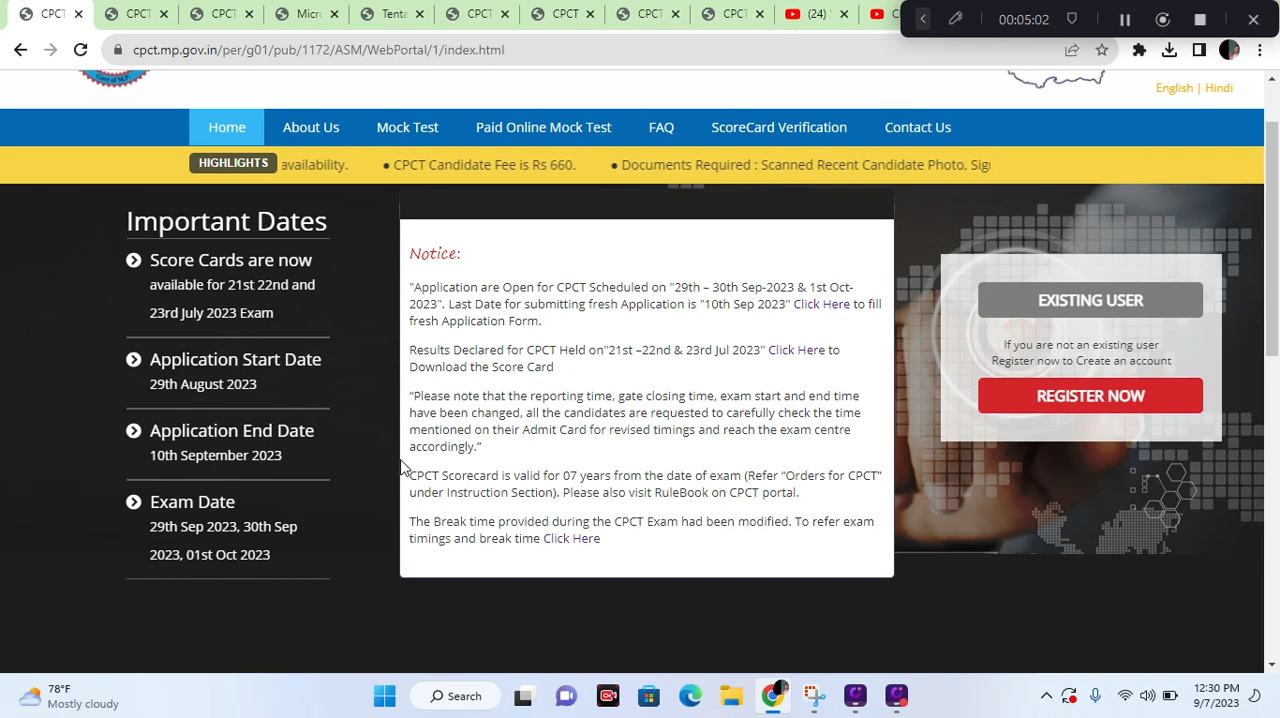 CPCT
CPCT
CPCT
Micro
Tenta
CPCT
CPCT
CPCT
CPCT
(24)
C
00:05:02
cpct.mp.gov.in/per/g01/pub/1172/ASM/WebPortal/1/index.html
Govt of M.P.
English | Hindi
Home
About Us
Mock Test
Paid Online Mock Test
FAQ
ScoreCard Verification
Contact Us
HIGHLIGHTS
availability. ● CPCT Candidate Fee is Rs 660. ● Documents Required : Scanned Recent Candidate Photo, Sig
Important Dates
Score Cards are now
available for 21st 22nd and
23rd July 2023 Exam
Application Start Date
29th August 2023
Application End Date
10th September 2023
Exam Date
29th Sep 2023, 30th Sep
2023, 01st Oct 2023
Notice:
"Application are Open for CPCT Scheduled on "29th – 30th Sep-2023 & 1st Oct-
2023". Last Date for submitting fresh Application is "10th Sep 2023" Click Here to fill
fresh Application Form.
Results Declared for CPCT Held on"21st –22nd & 23rd Jul 2023" Click Here to
Download the Score Card
"Please note that the reporting time, gate closing time, exam start and end time
have been changed, all the candidates are requested to carefully check the time
mentioned on their Admit Card for revised timings and reach the exam centre
accordingly."
CPCT Scorecard is valid for 07 years from the date of exam (Refer "Orders for CPCT"
under Instruction Section). Please also visit RuleBook on CPCT portal.
The Break time provided during the CPCT Exam had been modified. To refer exam
timings and break time Click Here
EXISTING USER
If you are not an existing user
Register now to Create an account
REGISTER NOW
78°F
Mostly cloudy
Search
12:30 PM
9/7/2023